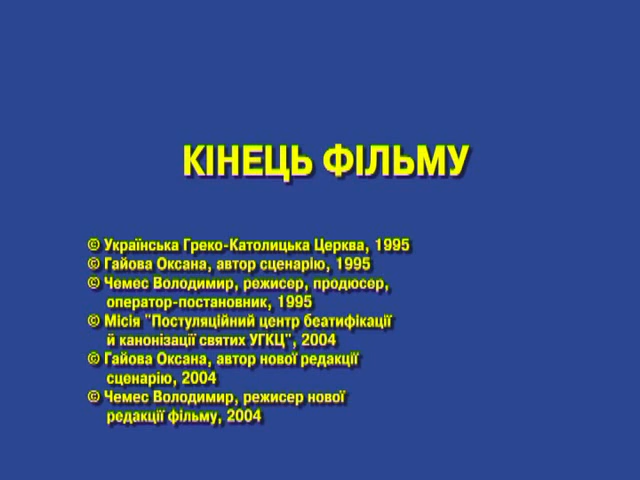 КІНЕЦЬ ФІЛЬМУ
© Українська Греко-Католицька Церква, 1995
© Гайова Оксана, автор сценарію, 1995
© Чемес Володимир, режисер, продюсер,
оператор-постановник, 1995
© Місія "Постуляційний центр беатифікації
й канонізації святих УГКЦ", 2004
© Гайова Оксана, автор нової редакції
сценарію, 2004
© Чемес Володимир, режисер нової
редакції фільму, 2004